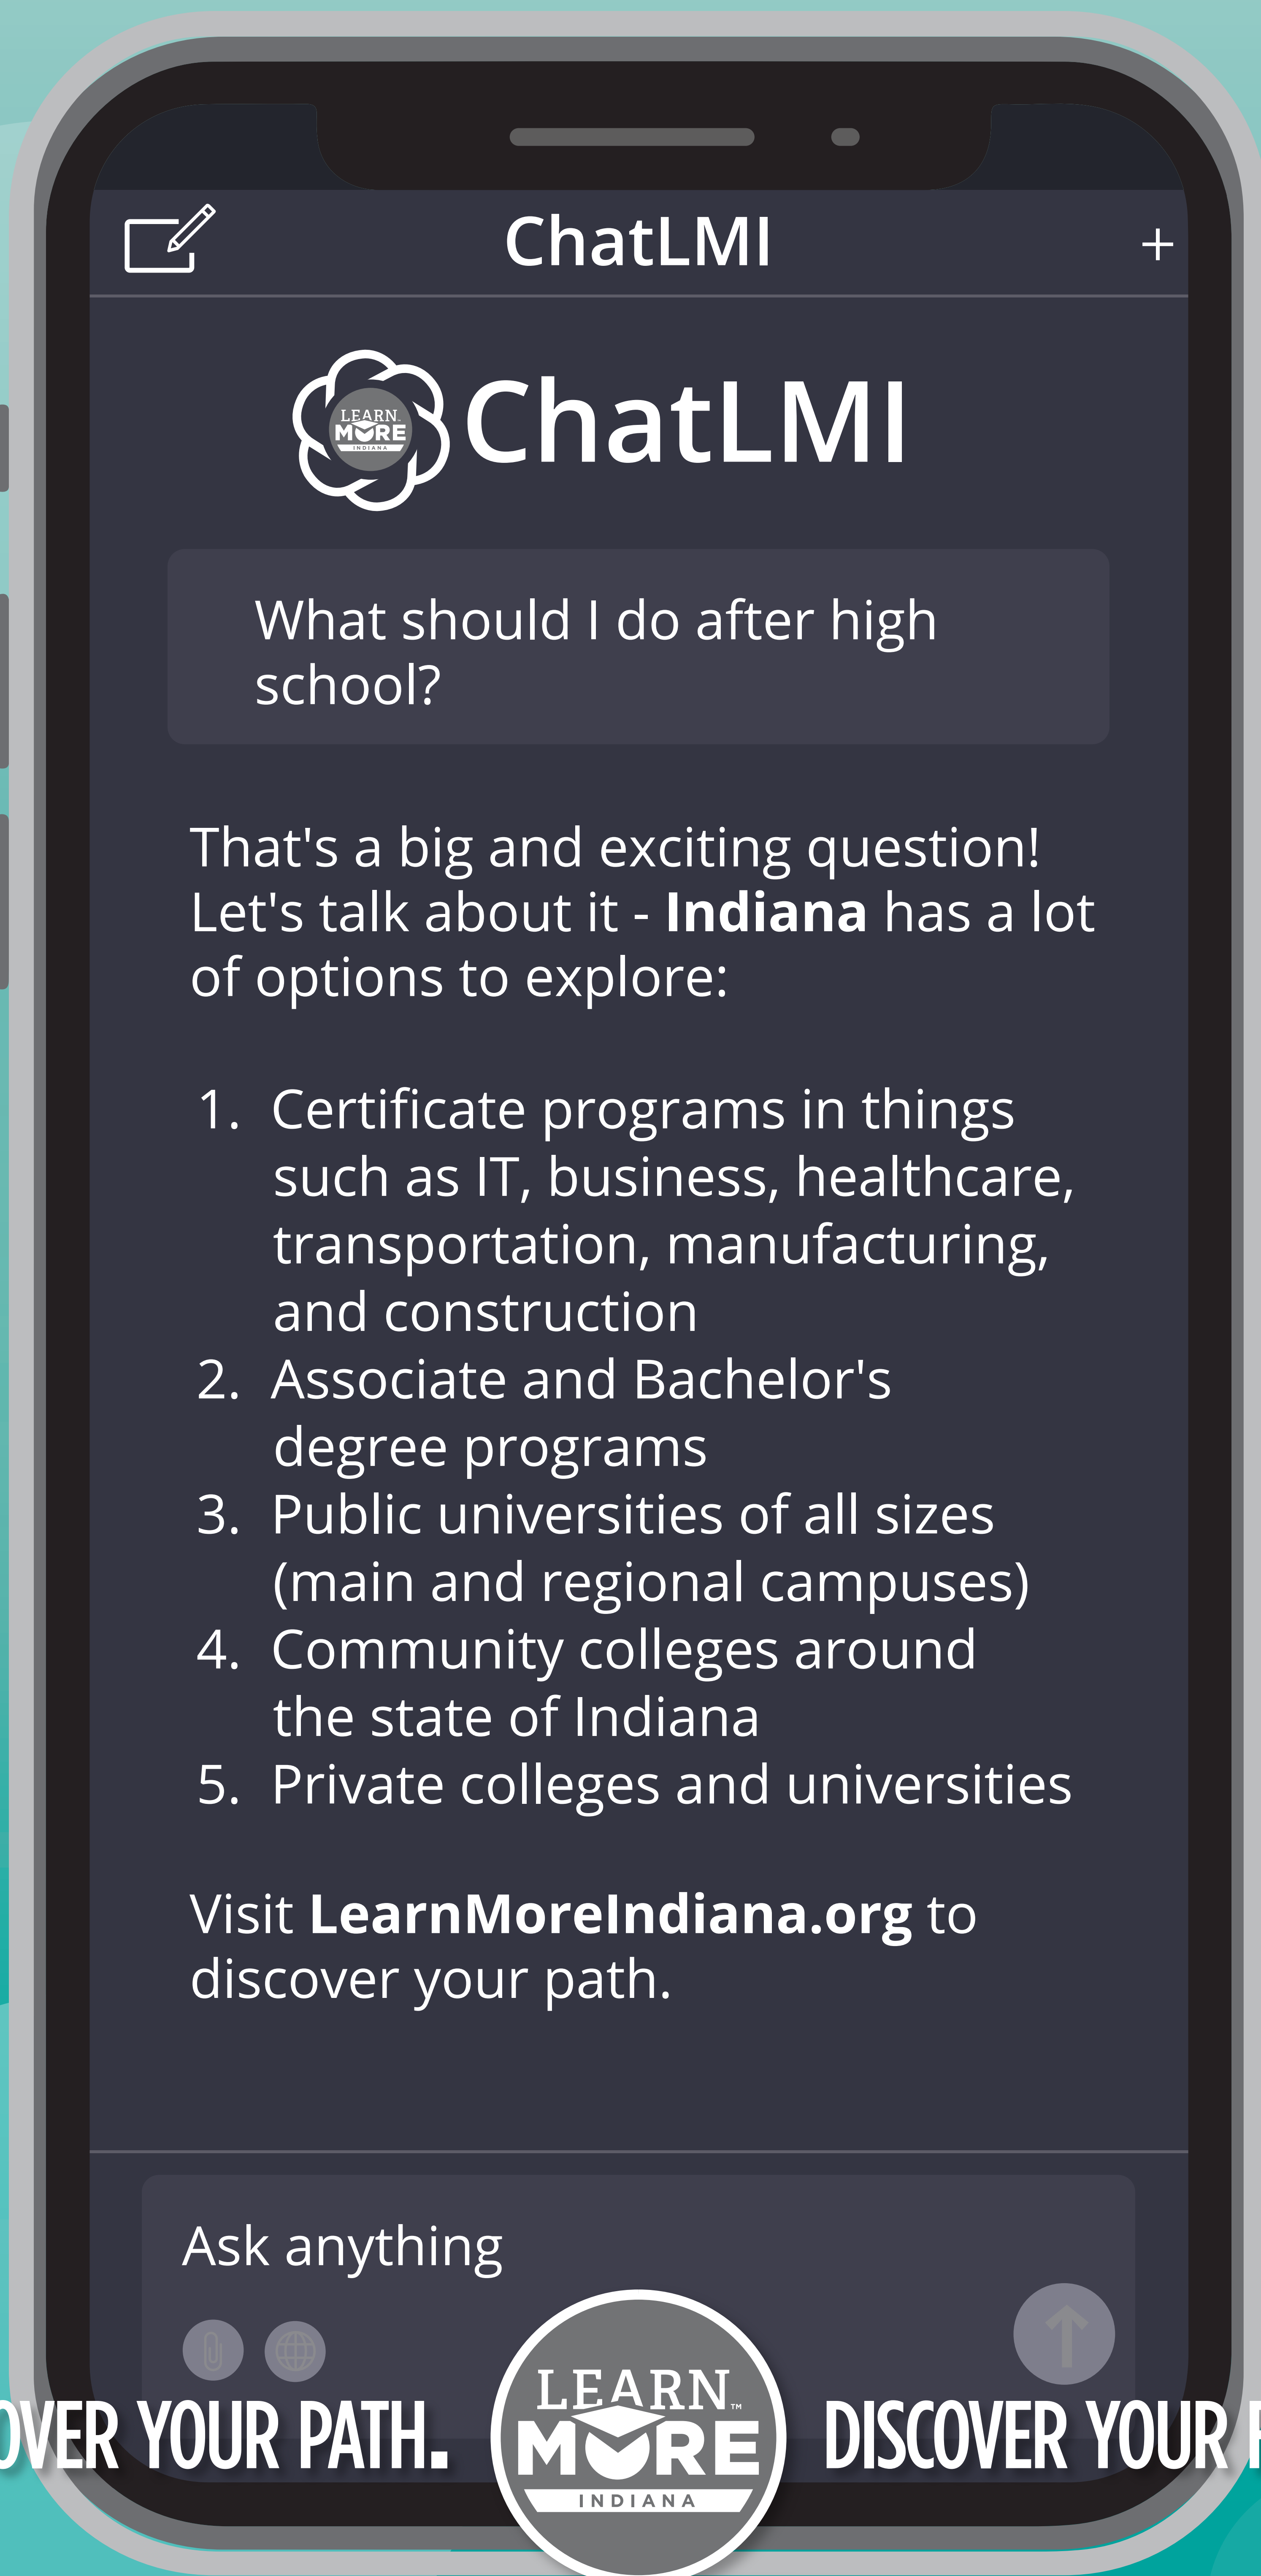 ChatLMI
+
LEARN
MORE
INDIANA
ChatLMI
What should I do after high
school?
That's a big and exciting question!
Let's talk about it - Indiana has a lot
of options to explore:
1. Certificate programs in things
such as IT, business, healthcare,
transportation, manufacturing,
and construction
2. Associate and Bachelor's
degree programs
3. Public universities of all sizes
(main and regional campuses)
4. Community colleges around
the state of Indiana
5. Private colleges and universities
Visit LearnMoreIndiana.org to
discover your path.
Ask anything
OVER YOUR PATH.
LEARN™
MORE
INDIANA
DISCOVER YOUR P